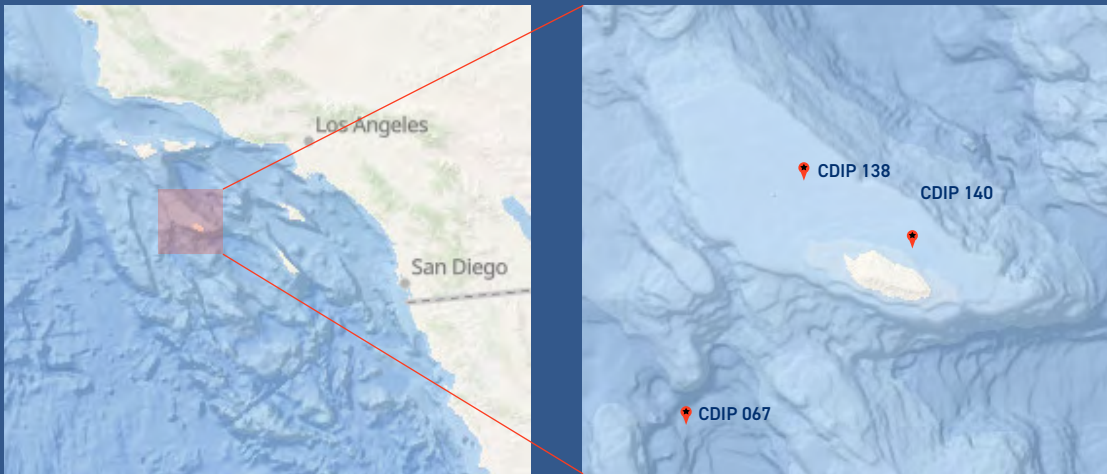 Los Angeles
San Diego
CDIP 138
CDIP 140
CDIP 067